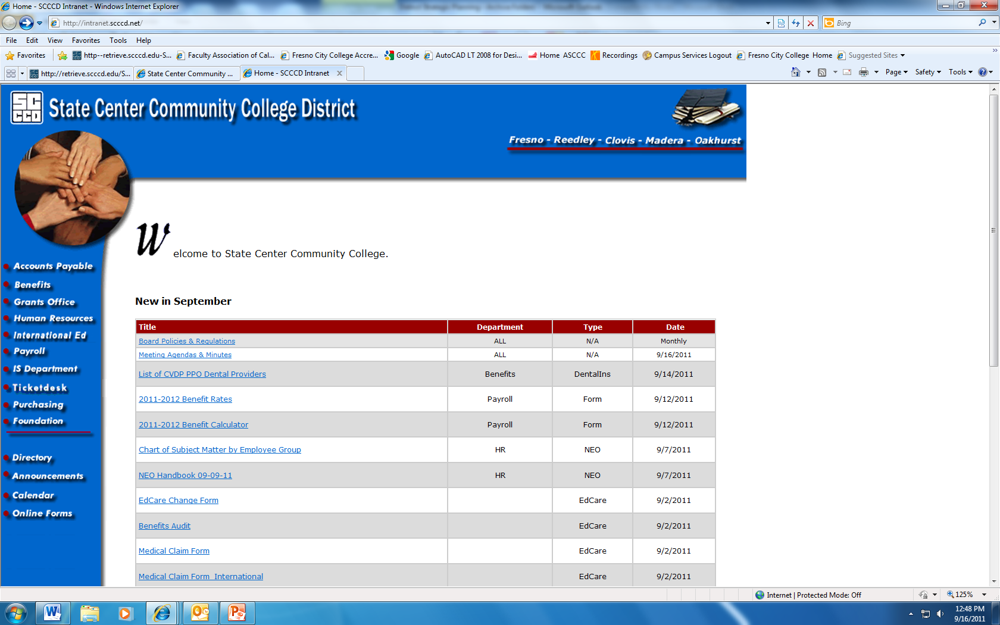 Home - SCCCD Intranet - Windows Internet Explorer
http://intranet.scccd.net/
Bing
File Edit View Favorites Tools Help
Favorites http--retrieve.scccd.edu-S... Faculty Association of Cal... Fresno City College Accre... Google AutoCAD LT 2008 for Desi... Home ASCCC Recordings Campus Services Logout Fresno City College Home Suggested Sites
http://retrieve.scccd.edu/S... State Center Community ... Home - SCCCD Intranet Page Safety Tools
SC
CCD
State Center Community College District
Fresno - Reedley - Clovis - Madera - Oakhurst
Welcome to State Center Community College.
Accounts Payable
Benefits
Grants Office
Human Resources
International Ed
Payroll
IS Department
Ticketdesk
Purchasing
Foundation
Directory
Announcements
Calendar
Online Forms
New in September
Title Department Type Date
Board Policies & Regulations ALL N/A Monthly
Meeting Agendas & Minutes ALL N/A 9/16/2011
List of CVDP PPO Dental Providers Benefits DentalIns 9/14/2011
2011-2012 Benefit Rates Payroll Form 9/12/2011
2011-2012 Benefit Calculator Payroll Form 9/12/2011
Chart of Subject Matter by Employee Group HR NEO 9/7/2011
NEO Handbook 09-09-11 HR NEO 9/7/2011
EdCare Change Form EdCare 9/2/2011
Benefits Audit EdCare 9/2/2011
Medical Claim Form EdCare 9/2/2011
Medical Claim Form International EdCare 9/2/2011
Internet | Protected Mode: Off 125%
12:48 PM
9/16/2011